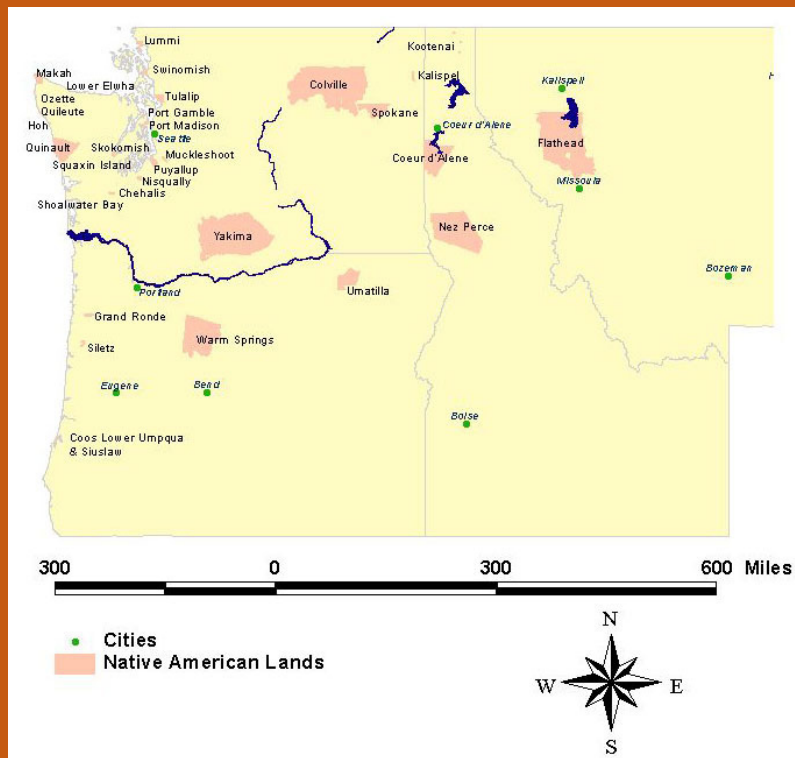 Lummi
Kootenai
Makah
Swinomish
Lower Elwha
Colville
Kalispel
Kalispell
H
Ozette
Tulalip
Quileute
Port Gamble
Spokane
Hoh
Port Madison
Coeur d'Alene
Seattle
Quinault
Skokomish
Muckleshoot
Flathead
Squaxin Island
Puyallup
Coeur d'Alene
Nisqually
Missoula
Chehalis
Shoalwater Bay
Yakima
Nez Perce
Bozeman
Portland
Umatilla
Grand Ronde
Siletz
Warm Springs
Eugene
Bend
Boise
Coos Lower Umpqua
& Siuslaw
300 0 300 600 Miles
Cities
Native American Lands
N
W E
S